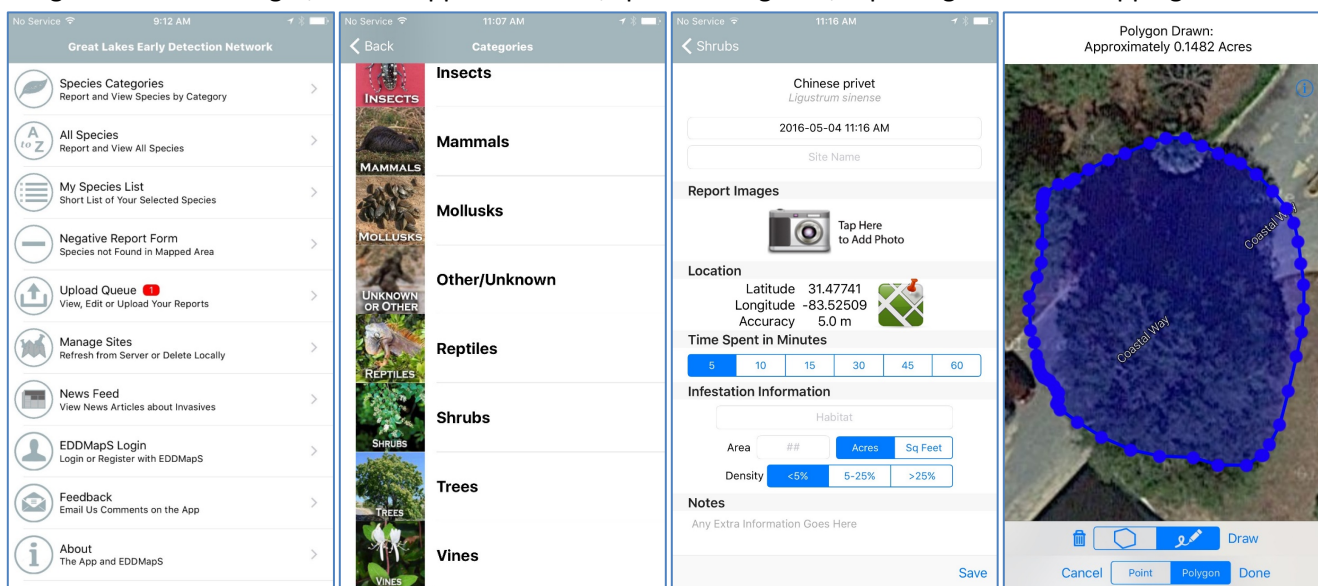 No Service 9:12 AM
Great Lakes Early Detection Network
Species Categories
Report and View Species by Category
A to Z
All Species
Report and View All Species
My Species List
Short List of Your Selected Species
Negative Report Form
Species not Found in Mapped Area
Upload Queue 1
View, Edit or Upload Your Reports
Manage Sites
Refresh from Server or Delete Locally
News Feed
View News Articles about Invasives
EDDMapS Login
Login or Register with EDDMapS
Feedback
Email Us Comments on the App
i
About
The App and EDDMapS
No Service 11:07 AM
Back Categories
INSECTS Insects
MAMMALS Mammals
MOLLUSKS Mollusks
UNKNOWN OR OTHER Other/Unknown
REPTILES Reptiles
SHRUBS Shrubs
TREES Trees
VINES Vines
No Service 11:16 AM
Shrubs
Chinese privet
Ligustrum sinense
2016-05-04 11:16 AM
Site Name
Report Images
Tap Here
to Add Photo
Location
Latitude 31.47741
Longitude -83.52509
Accuracy 5.0 m
Time Spent in Minutes
5 10 15 30 45 60
Infestation Information
Habitat
Area ## Acres Sq Feet
Density <5% 5-25% >25%
Notes
Any Extra Information Goes Here
Save
Polygon Drawn:
Approximately 0.1482 Acres
i
Coastal Way
Coastal Way
Draw
Cancel Point Polygon Done